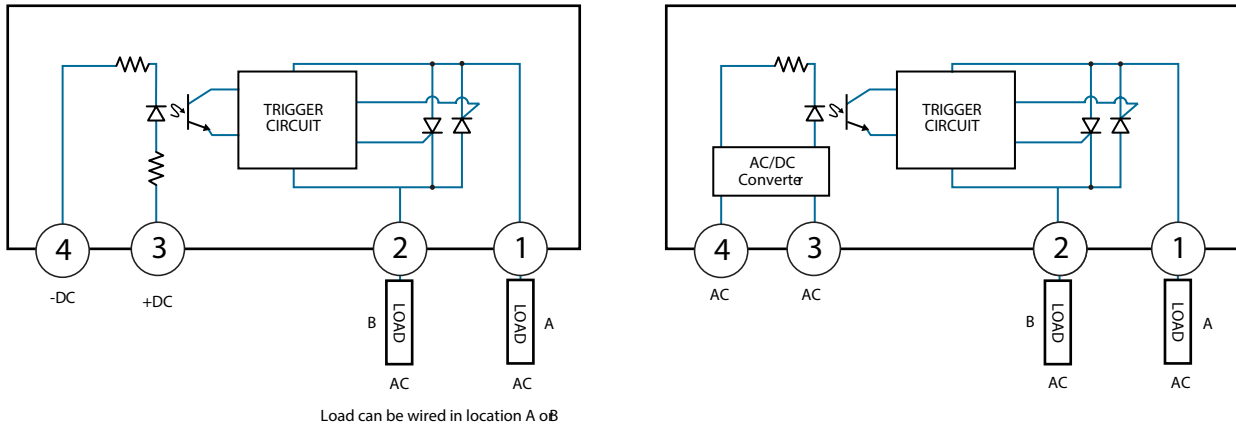 TRIGGER
CIRCUIT
4
3
2
1
-DC
+DC
B
LOAD
LOAD
A
AC
AC
Load can be wired in location A or B
TRIGGER
CIRCUIT
AC/DC
Converter
4
3
2
1
AC
AC
B
LOAD
LOAD
A
AC
AC